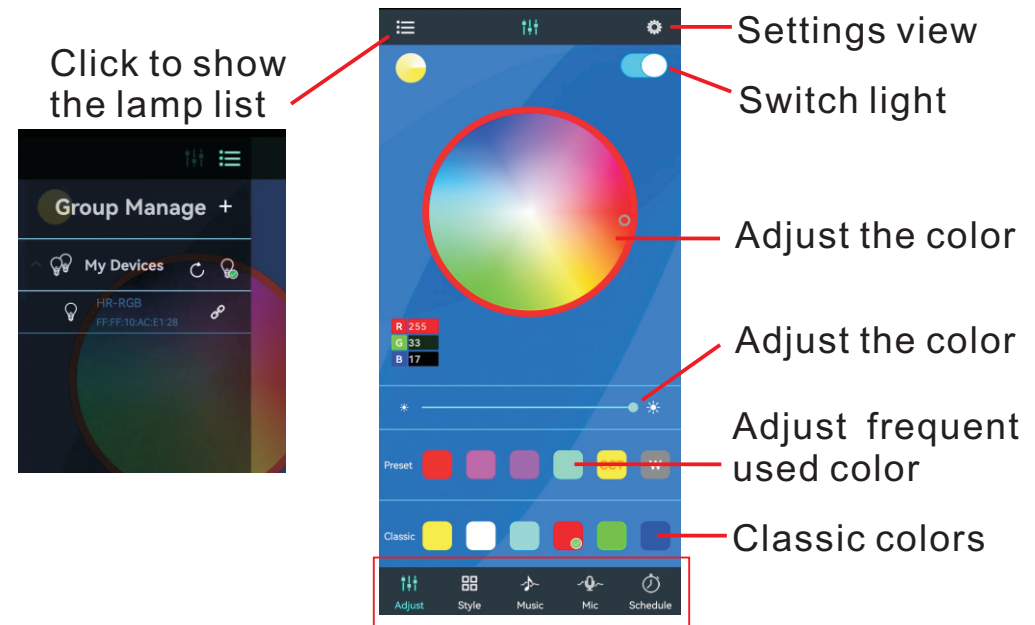 Click to show
the lamp list
Group Manage +
My Devices
HR-RGB
FF:FF:10:AC:E1:28
Settings view
Switch light
Adjust the color
R 255
G 33
B 17
Adjust the color
Preset
CCT
W
Adjust frequent
used color
Classic
Classic colors
Adjust
Style
Music
Mic
Schedule